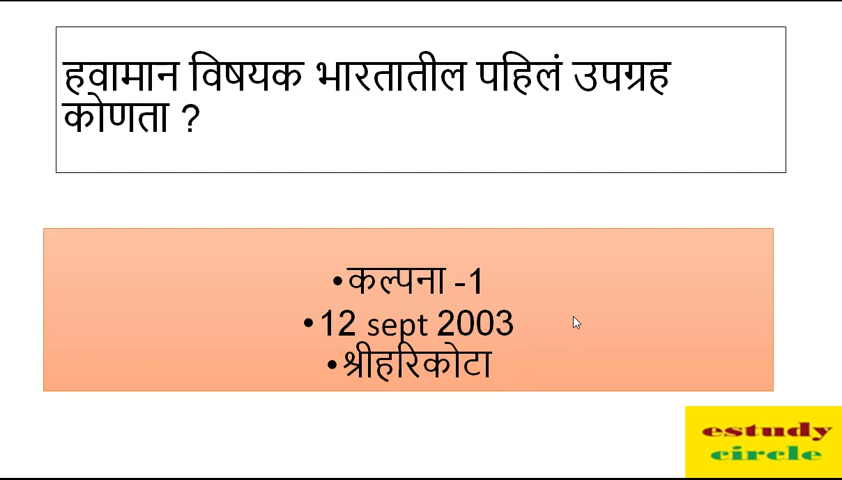 हवामान विषयक भारतातील पहिलं उपग्रह
कोणता ?
•कल्पना -1
•12 sept 2003
•श्रीहरिकोटा
estudy
circle